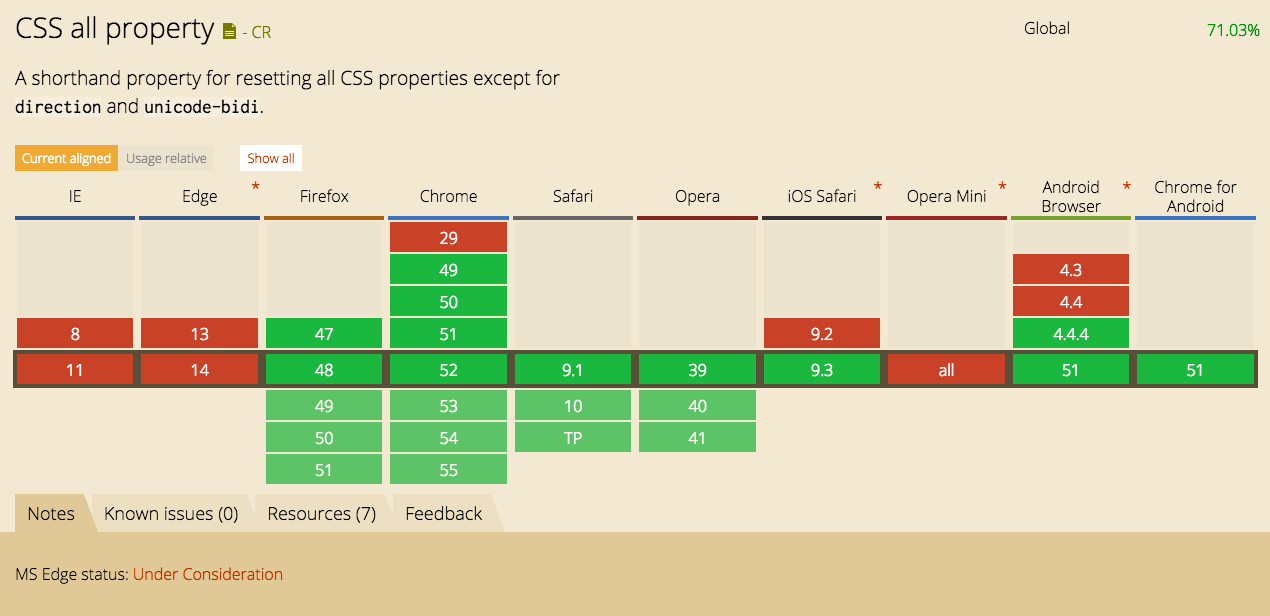 CSS all property - CR
Global 71.03%
A shorthand property for resetting all CSS properties except for
direction and unicode-bidi.
Current aligned Usage relative Show all
IE Edge * Firefox Chrome Safari Opera iOS Safari * Opera Mini * Android Browser * Chrome for Android
29
49 4.3
50 4.4
8 13 47 51 9.2 4.4.4
11 14 48 52 9.1 39 9.3 all 51 51
49 53 10 40
50 54 TP 41
51 55
Notes Known issues (0) Resources (7) Feedback
MS Edge status: Under Consideration